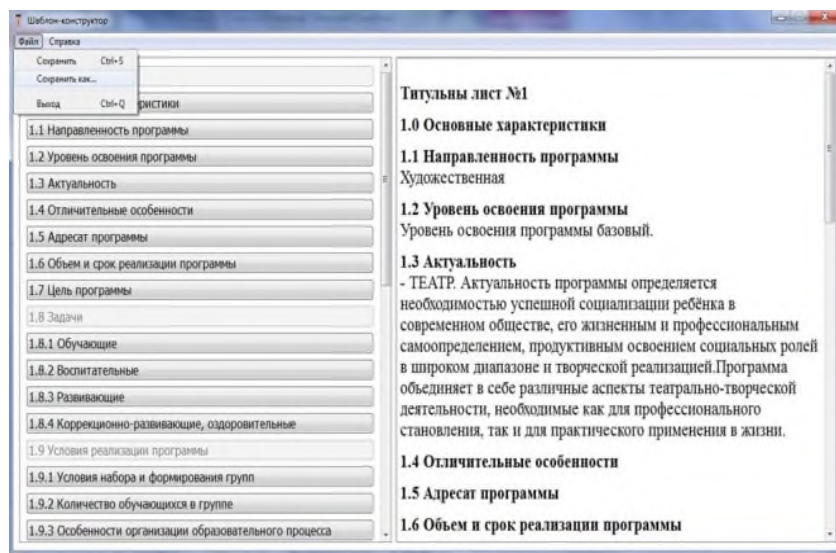 Шаблон-конструктор
Файл Справка
Сохранить Ctrl+S
Сохранить как...
Выход Ctrl+Q
ристики
1.1 Направленность программы
1.2 Уровень освоения программы
1.3 Актуальность
1.4 Отличительные особенности
1.5 Адресат программы
1.6 Объем и срок реализации программы
1.7 Цель программы
1.8 Задачи
1.8.1 Обучающие
1.8.2 Воспитательные
1.8.3 Развивающие
1.8.4 Коррекционно-развивающие, оздоровительные
1.9 Условия реализации программы
1.9.1 Условия набора и формирования групп
1.9.2 Количество обучающихся в группе
1.9.3 Особенности организации образовательного процесса
Титульны лист №1
1.0 Основные характеристики
1.1 Направленность программы
Художественная
1.2 Уровень освоения программы
Уровень освоения программы базовый.
1.3 Актуальность
- ТЕАТР. Актуальность программы определяется
необходимостью успешной социализации ребёнка в
современном обществе, его жизненным и профессиональным
самоопределением, продуктивным освоением социальных ролей
в широком диапазоне и творческой реализацией.Программа
объединяет в себе различные аспекты театрально-творческой
деятельности, необходимые как для профессионального
становления, так и для практического применения в жизни.
1.4 Отличительные особенности
1.5 Адресат программы
1.6 Объем и срок реализации программы